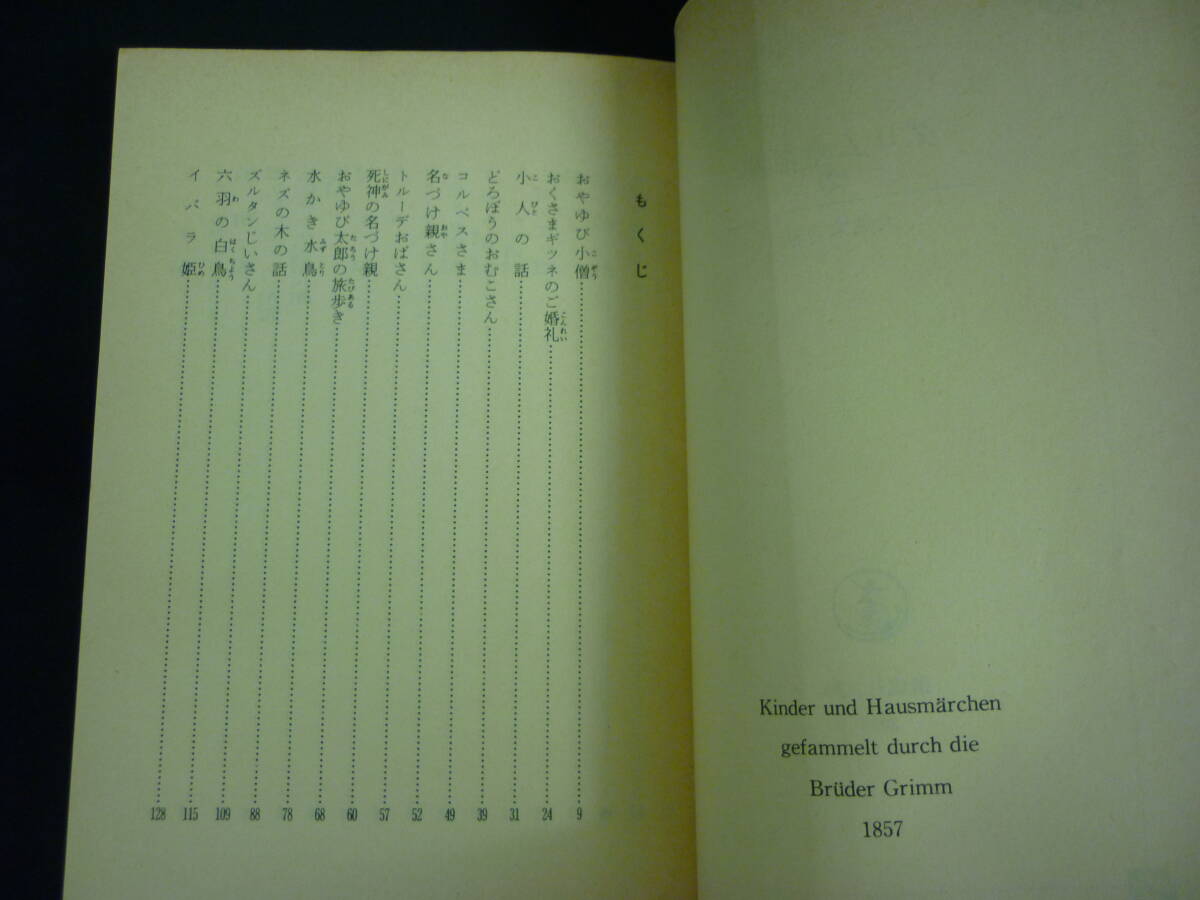 Kinder und Hausmärchen
gefammelt durch die
Brüder Grimm
1857
もくじ
おやゆび小僧……9
おくさまギツネのご婚礼……24
小人の話……31
どろぼうのおむこさん……39
コルベスさま……49
名づけ親さん……52
トルーデおばさん……57
死神の名づけ親……60
おやゆび太郎の旅歩き……68
水かき水鳥……78
ネズの木の話……88
ズルタンじいさん……109
六羽の白鳥……115
イバラ姫……128